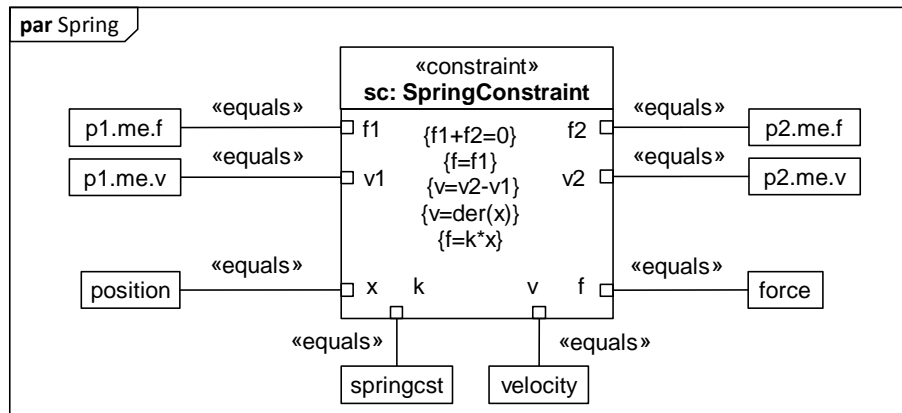 par Spring
«constraint»
sc: SpringConstraint
«equals» «equals»
p1.me.f f1 {f1+f2=0} f2 p2.me.f
{f=f1}
«equals» «equals»
p1.me.v v1 {v=v2-v1} v2 p2.me.v
{v=der(x)}
{f=k*x}
«equals» «equals»
position x k v f force
«equals» «equals»
springcst velocity